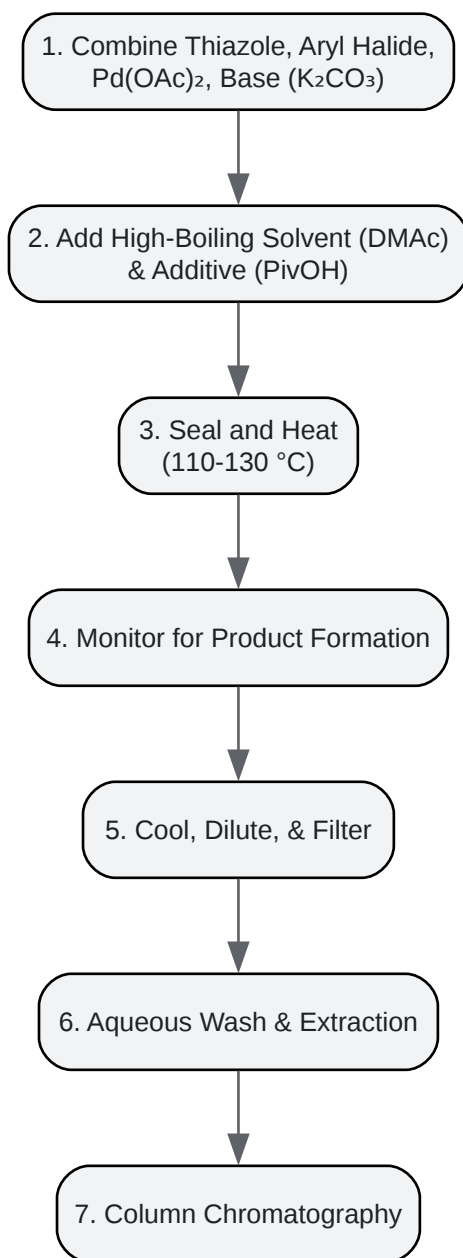 1. Combine Thiazole, Aryl Halide,
Pd(OAc)₂, Base (K₂CO₃)
2. Add High-Boiling Solvent (DMAc)
& Additive (PivOH)
3. Seal and Heat
(110-130 °C)
4. Monitor for Product Formation
5. Cool, Dilute, & Filter
6. Aqueous Wash & Extraction
7. Column Chromatography